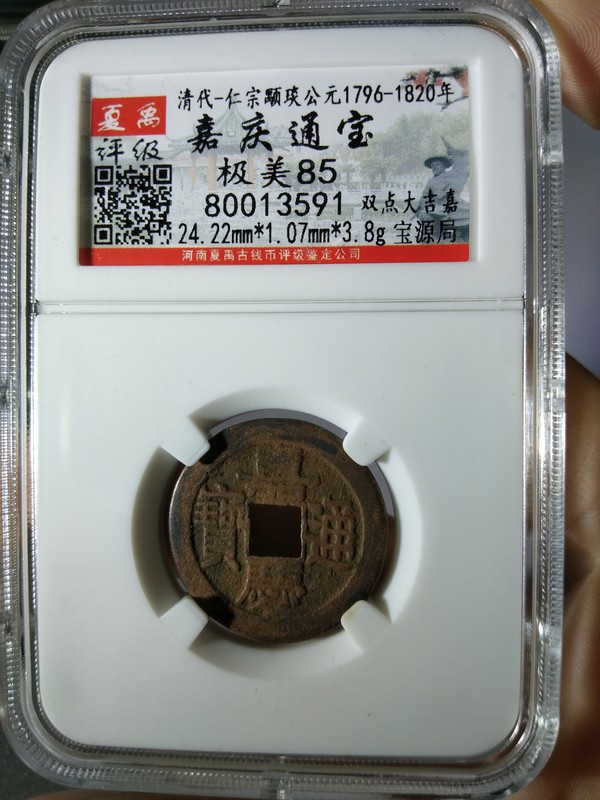 清代-仁宗颙琰公元1796-1820年
夏禹
评级
嘉庆通宝
极美85
80013591 双点大吉嘉
24.22mm*1.07mm*3.8g 宝源局
河南夏禹古钱币评级鉴定公司
嘉慶通寶